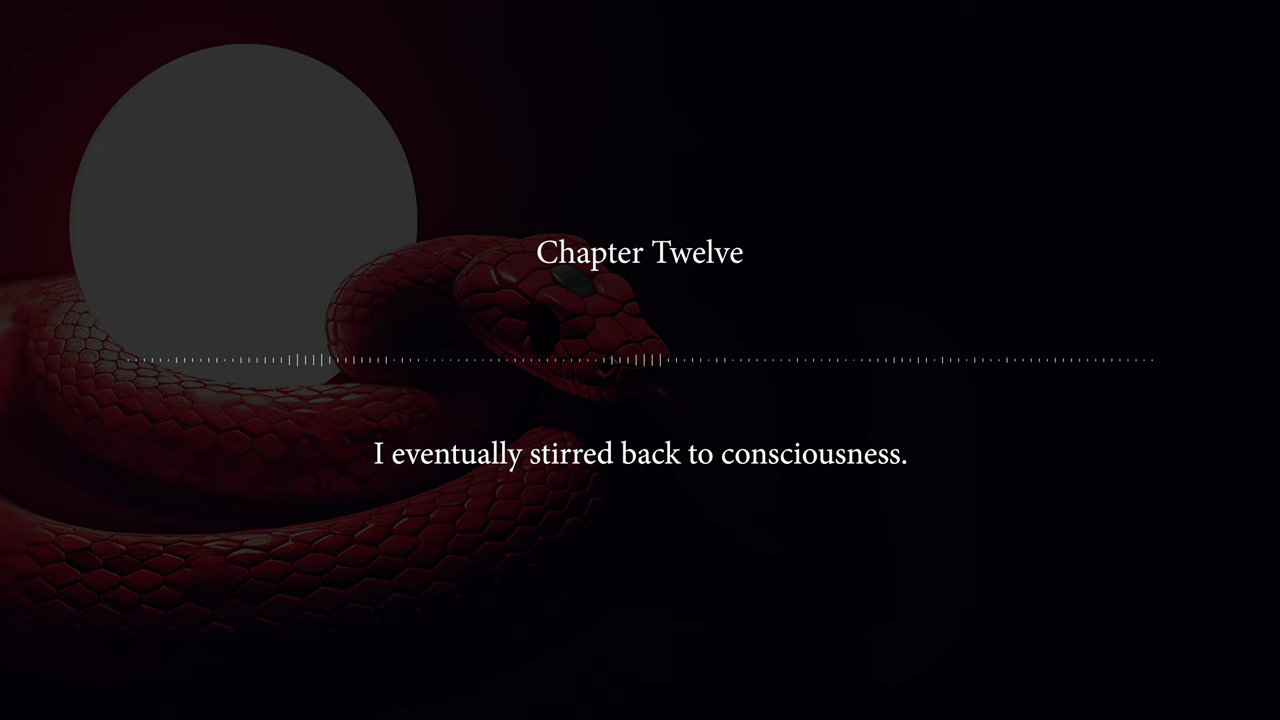 Chapter Twelve
I eventually stirred back to consciousness.